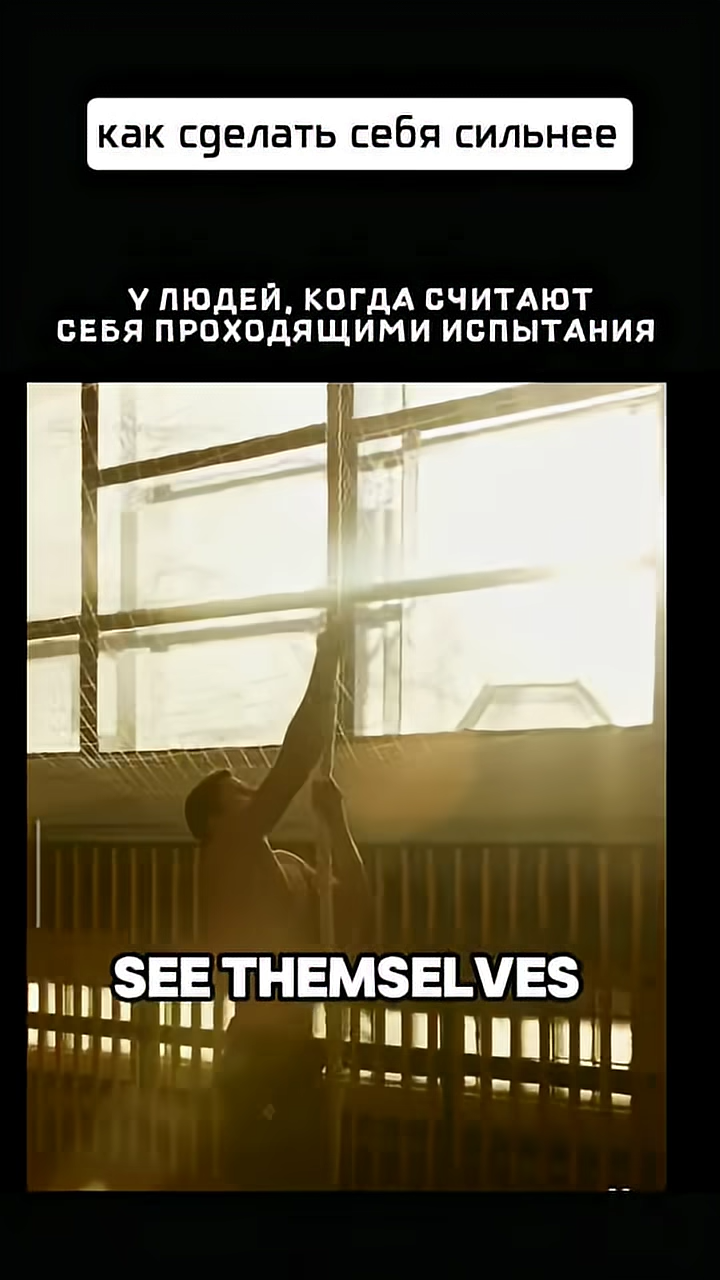 как сделать себя сильнее
У ЛЮДЕЙ, КОГДА СЧИТАЮТ
СЕБЯ ПРОХОДЯЩИМИ ИСПЫТАНИЯ
SEE THEMSELVES